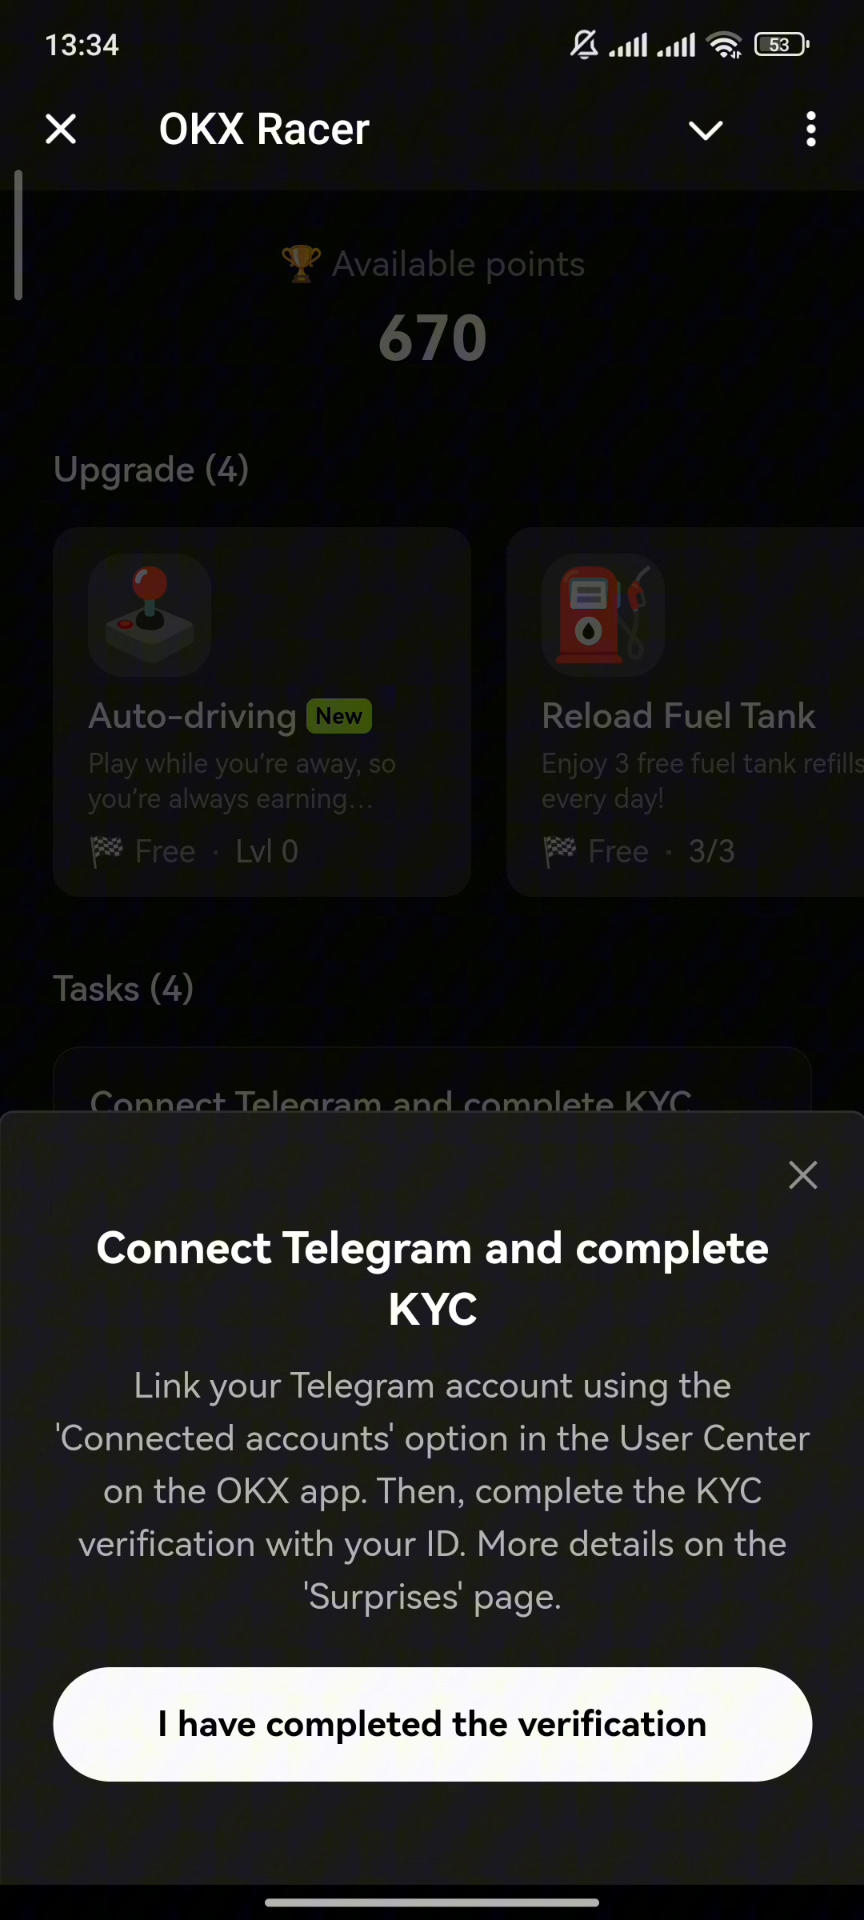 13:34
53
OKX Racer
🏆 Available points
670
Upgrade (4)
Auto-driving New
Play while you’re away, so
you’re always earning...
Free · Lvl 0
Reload Fuel Tank
Enjoy 3 free fuel tank refills
every day!
Free · 3/3
Tasks (4)
Connect Telegram and complete KYC
Connect Telegram and complete
KYC
Link your Telegram account using the
'Connected accounts' option in the User Center
on the OKX app. Then, complete the KYC
verification with your ID. More details on the
'Surprises' page.
I have completed the verification